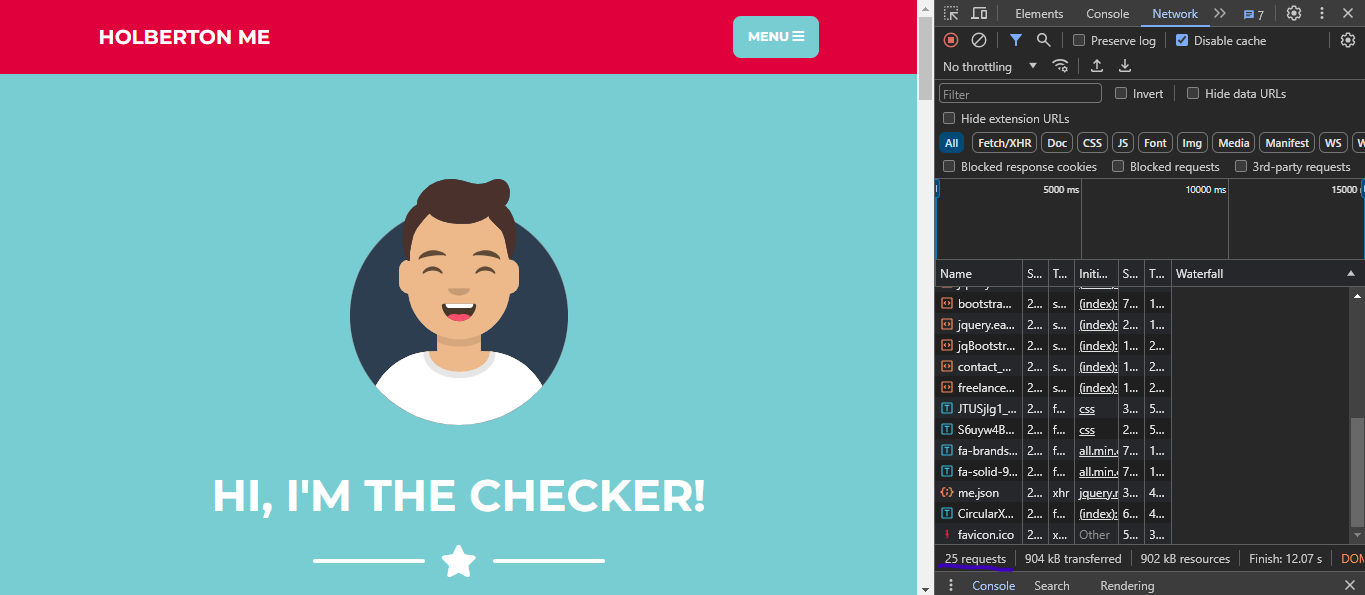 HOLBERTON ME
MENU
HI, I'M THE CHECKER!
Elements Console Network 7
Preserve log Disable cache
No throttling
Filter Invert Hide data URLs
Hide extension URLs
All Fetch/XHR Doc CSS JS Font Img Media Manifest WS
Blocked response cookies Blocked requests 3rd-party requests
5000 ms 10000 ms 15000
Name S... T... Initi... S... T... Waterfall
bootstra... 2... s... (index): 7... 1...
jquery.ea... 2... s... (index): 2... 1...
jqBootstr... 2... s... (index): 1... 2...
contact_... 2... s... (index): 1... 2...
freelance... 2... s... (index): 1... 2...
JTUSjIg1_... 2... f... css 3... 5...
S6uyw4B... 2... f... css 2... 5...
fa-brands... 2... f... all.min. 7... 1...
fa-solid-9... 2... f... all.min. 7... 1...
me.json 2... xhr jquery.r 3... 4...
CircularX... 2... f... (index): 6... 4...
favicon.ico 2... x... Other 5... 3...
25 requests 904 kB transferred 902 kB resources Finish: 12.07 s DOM
Console Search Rendering